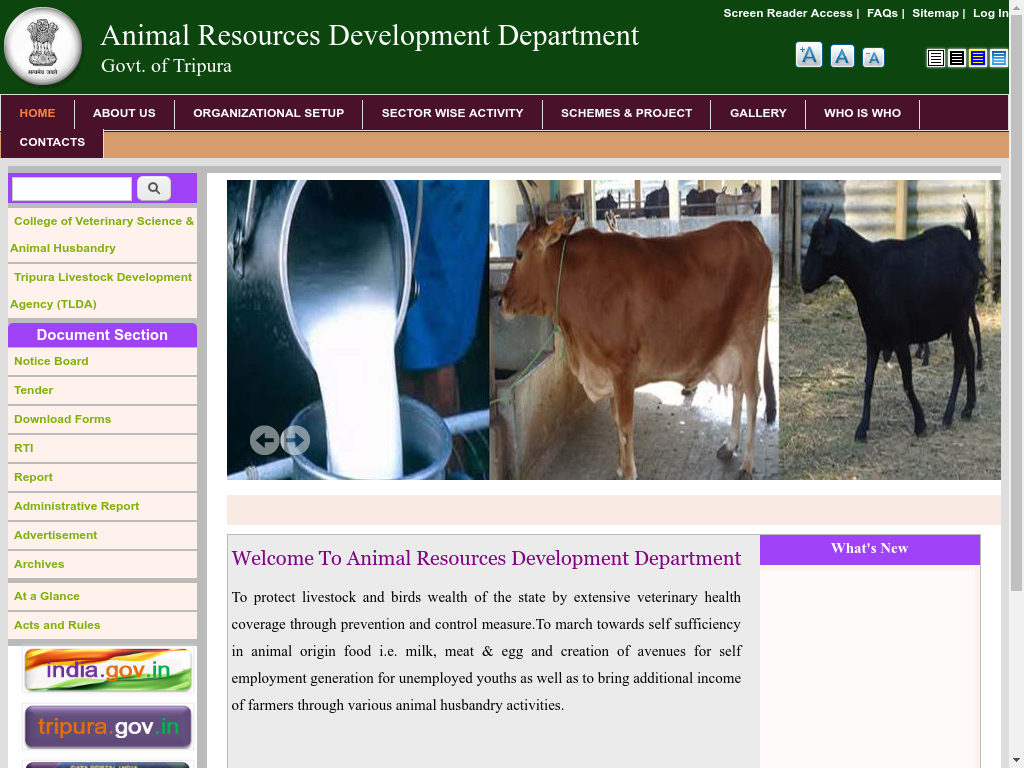 Screen Reader Access | FAQs | Sitemap | Log In
Animal Resources Development Department
Govt. of Tripura
+A A -A
सत्यमेव जयते
HOME ABOUT US ORGANIZATIONAL SETUP SECTOR WISE ACTIVITY SCHEMES & PROJECT GALLERY WHO IS WHO
CONTACTS
College of Veterinary Science &
Animal Husbandry
Tripura Livestock Development
Agency (TLDA)
Document Section
Notice Board
Tender
Download Forms
RTI
Report
Administrative Report
Advertisement
Archives
At a Glance
Acts and Rules
india.gov.in
tripura.gov.in
DATA PORTAL INDIA
Welcome To Animal Resources Development Department
To protect livestock and birds wealth of the state by extensive veterinary health
coverage through prevention and control measure.To march towards self sufficiency
in animal origin food i.e. milk, meat & egg and creation of avenues for self
employment generation for unemployed youths as well as to bring additional income
of farmers through various animal husbandry activities.
What's New